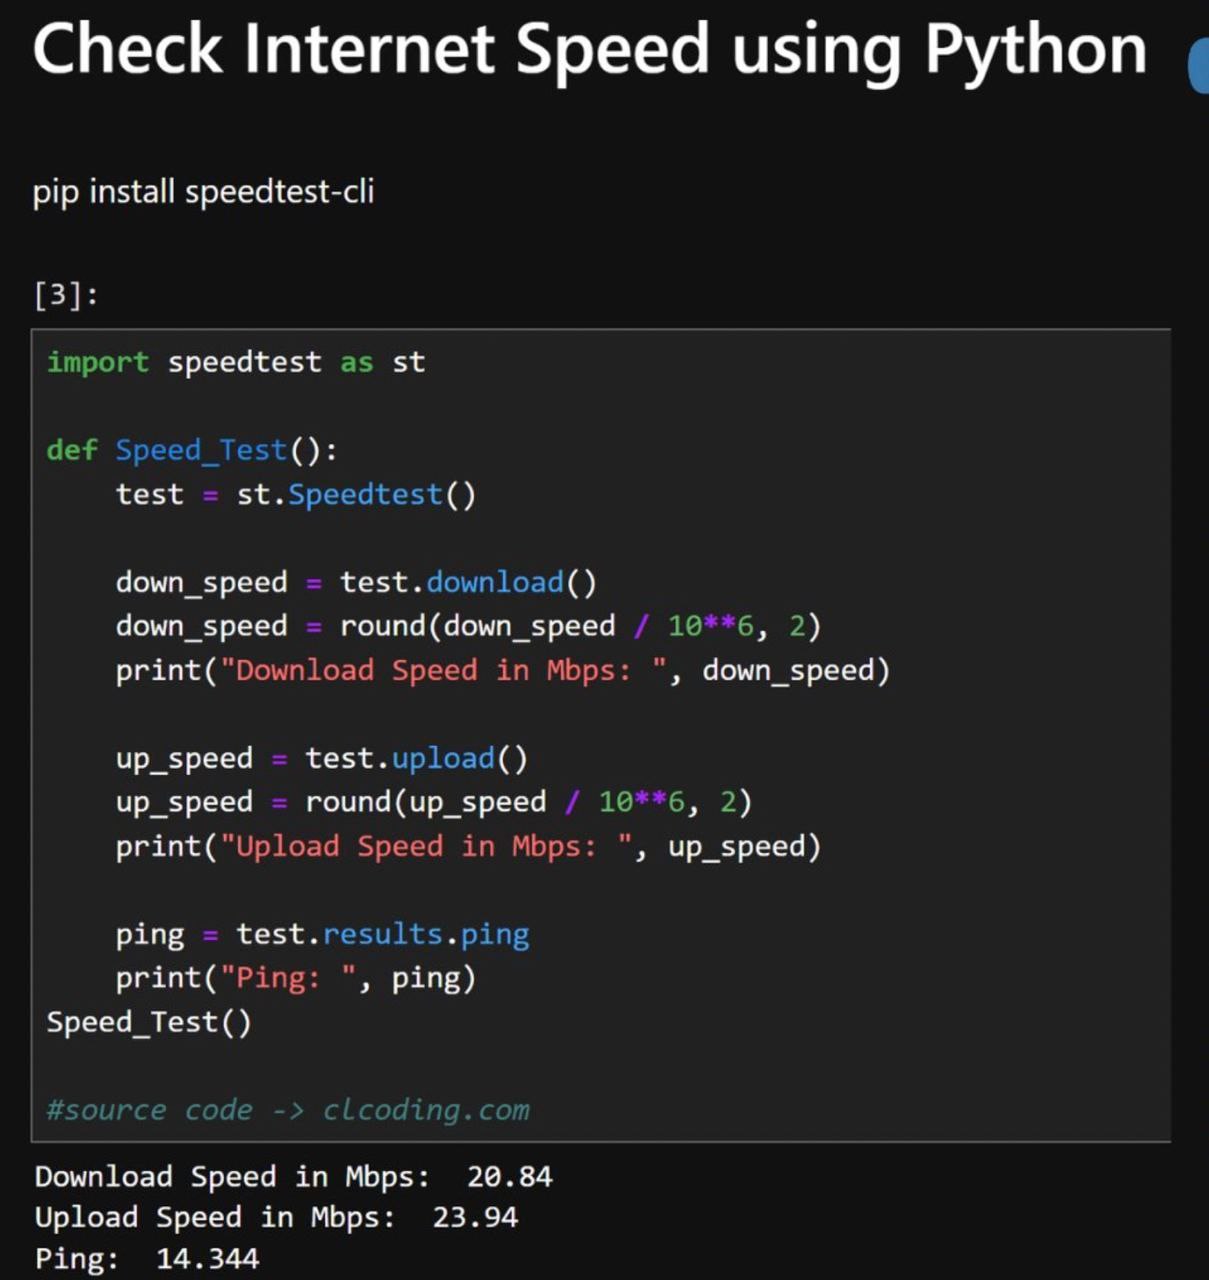 Check Internet Speed using Python
pip install speedtest-cli
[3]:
import speedtest as st
def Speed_Test():
    test = st.Speedtest()
    down_speed = test.download()
    down_speed = round(down_speed / 10**6, 2)
    print("Download Speed in Mbps: ", down_speed)
    up_speed = test.upload()
    up_speed = round(up_speed / 10**6, 2)
    print("Upload Speed in Mbps: ", up_speed)
    ping = test.results.ping
    print("Ping: ", ping)
Speed_Test()
#source code -> clcoding.com
Download Speed in Mbps:  20.84
Upload Speed in Mbps:  23.94
Ping:  14.344